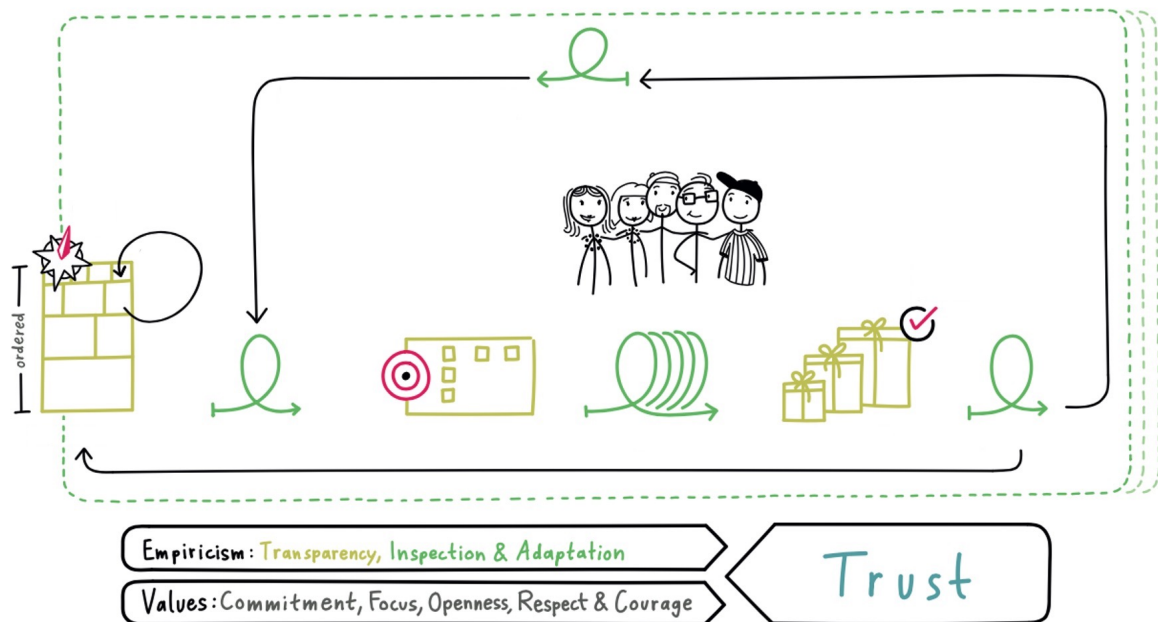 ordered
Empiricism: Transparency, Inspection & Adaptation
Values: Commitment, Focus, Openness, Respect & Courage
Trust